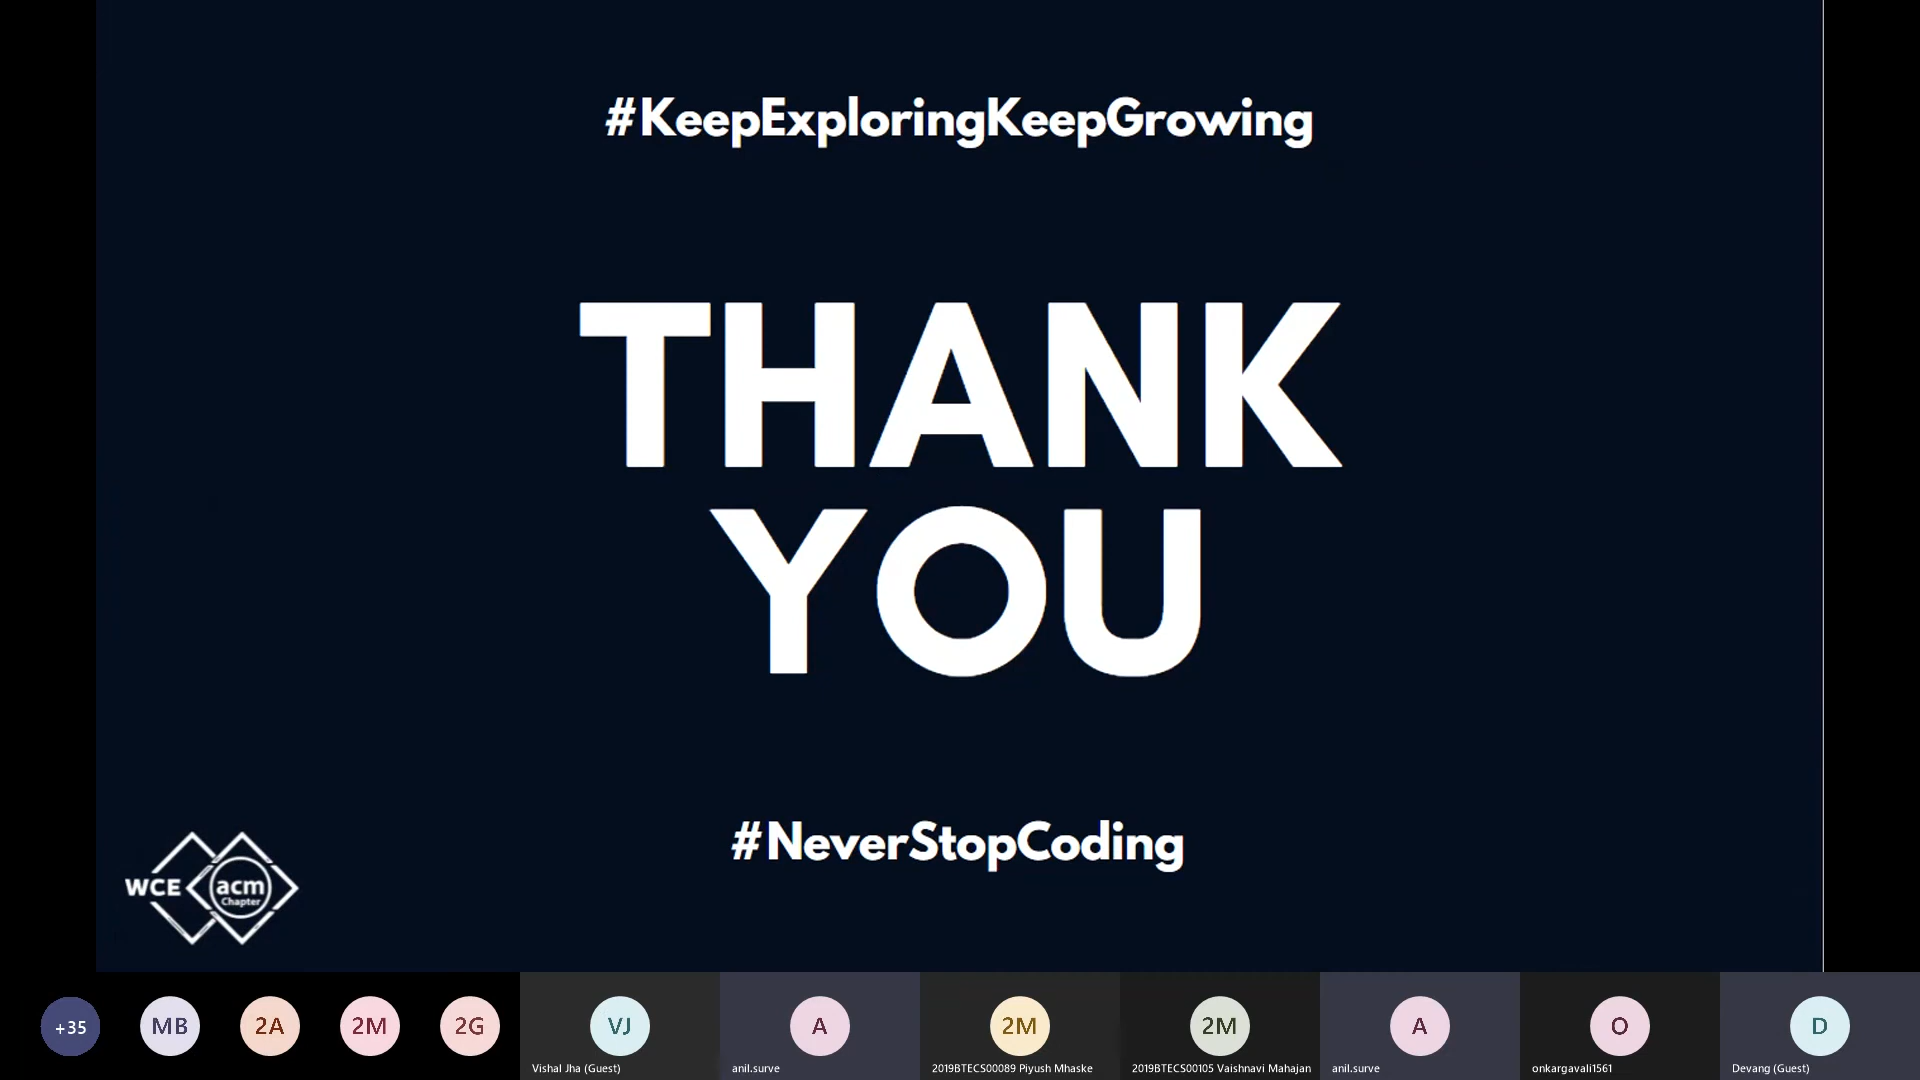 #KeepExploringKeepGrowing
THANK
YOU
#NeverStopCoding
WCE acm
Chapter
+35 MB 2A 2M 2G VJ A 2M 2M A O D
Vishal Jha (Guest) anil.surve 2019BTECS00089 Piyush Mhaske 2019BTECS00105 Vaishnavi Mahajan anil.surve onkargavali1561 Devang (Guest)